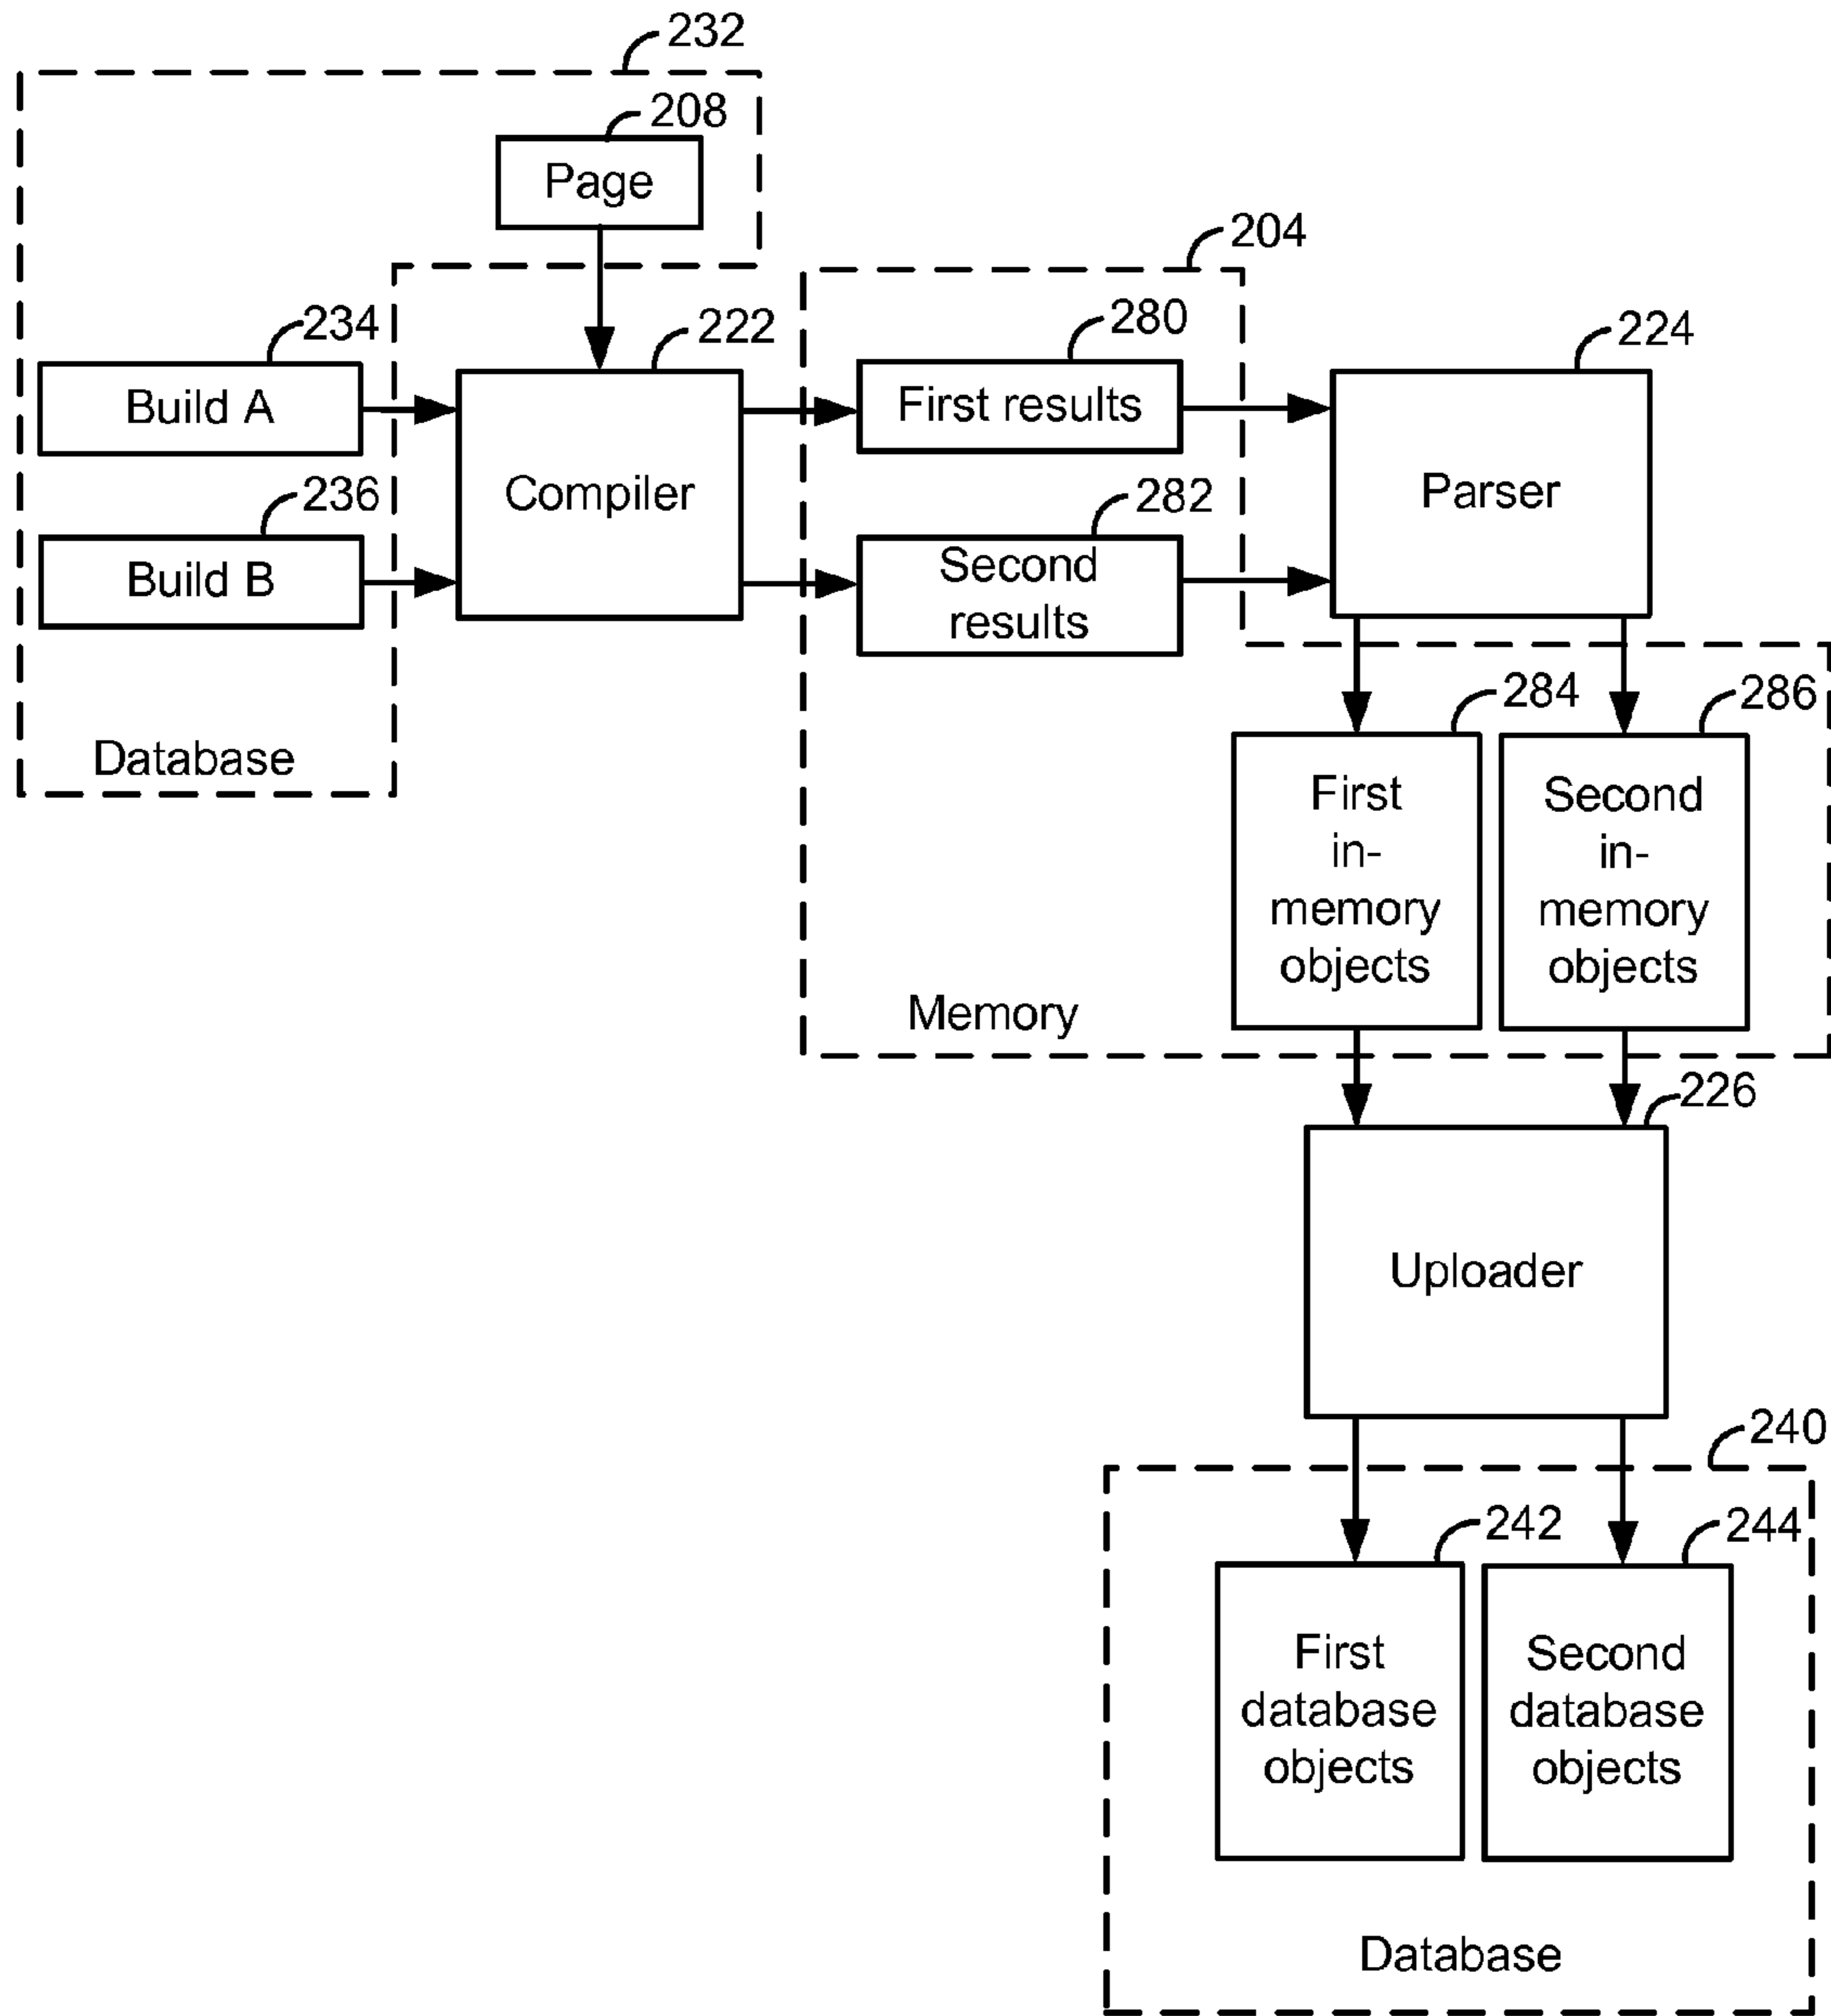 232
208
Page
204
234
222
280
224
Build A
First results
Compiler
Parser
236
282
Build B
Second
results
284
286
Database
First
in-
memory
objects
Second
in-
memory
objects
Memory
226
Uploader
240
242
244
First
database
objects
Second
database
objects
Database